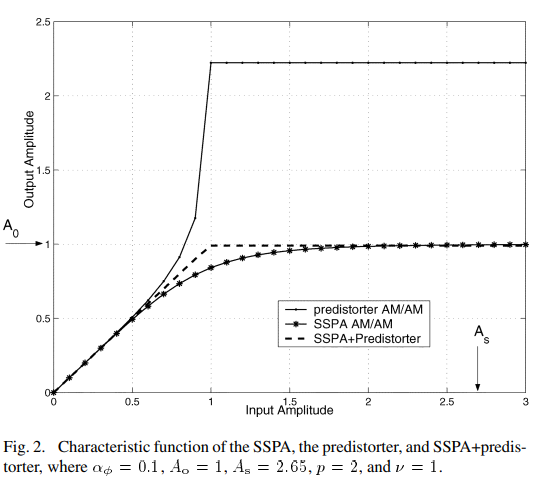 2.5
2
1.5
1
0.5
0
Output Amplitude
A0
predistorter AM/AM
SSPA AM/AM
SSPA+Predistorter
As
0 0.5 1 1.5 2 2.5 3
Input Amplitude
Fig. 2. Characteristic function of the SSPA, the predistorter, and SSPA+predis-
torter, where αϕ = 0.1, Ao = 1, As = 2.65, p = 2, and ν = 1.